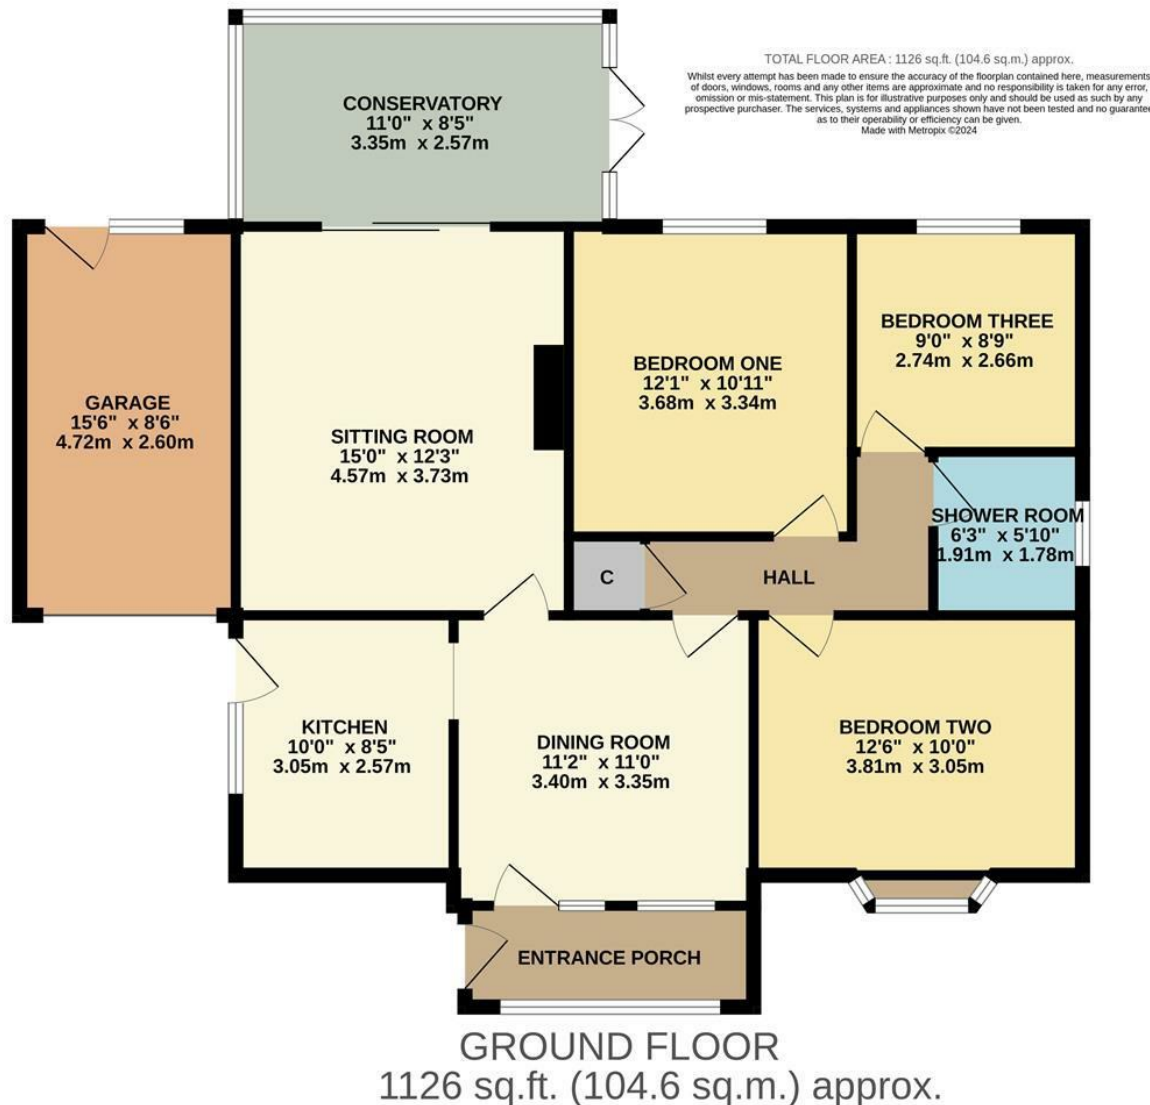 TOTAL FLOOR AREA : 1126 sq.ft. (104.6 sq.m.) approx.
Whilst every attempt has been made to ensure the accuracy of the floorplan contained here, measurements
of doors, windows, rooms and any other items are approximate and no responsibility is taken for any error,
omission or mis-statement. This plan is for illustrative purposes only and should be used as such by any
prospective purchaser. The services, systems and appliances shown have not been tested and no guarantee
as to their operability or efficiency can be given.
Made with Metropix ©2024
CONSERVATORY
11'0" x 8'5"
3.35m x 2.57m
GARAGE
15'6" x 8'6"
4.72m x 2.60m
SITTING ROOM
15'0" x 12'3"
4.57m x 3.73m
BEDROOM ONE
12'1" x 10'11"
3.68m x 3.34m
BEDROOM THREE
9'0" x 8'9"
2.74m x 2.66m
SHOWER ROOM
6'3" x 5'10"
1.91m x 1.78m
C
HALL
KITCHEN
10'0" x 8'5"
3.05m x 2.57m
DINING ROOM
11'2" x 11'0"
3.40m x 3.35m
BEDROOM TWO
12'6" x 10'0"
3.81m x 3.05m
ENTRANCE PORCH
GROUND FLOOR
1126 sq.ft. (104.6 sq.m.) approx.